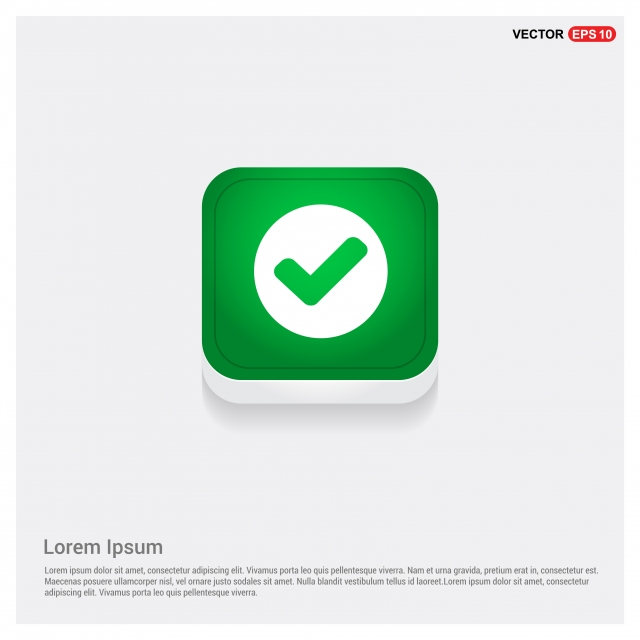 VECTOR EPS 10
Lorem Ipsum
Lorem ipsum dolor sit amet, consectetur adipiscing elit. Vivamus porta leo quis pellentesque viverra. Nam et urna gravida, pretium erat in, consectetur est.
Maecenas posuere ullamcorper nisl, vel ornare justo sodales sit amet. Nulla blandit vestibulum tellus id laoreet.Lorem ipsum dolor sit amet, consectetur
adipiscing elit. Vivamus porta leo quis pellentesque viverra.